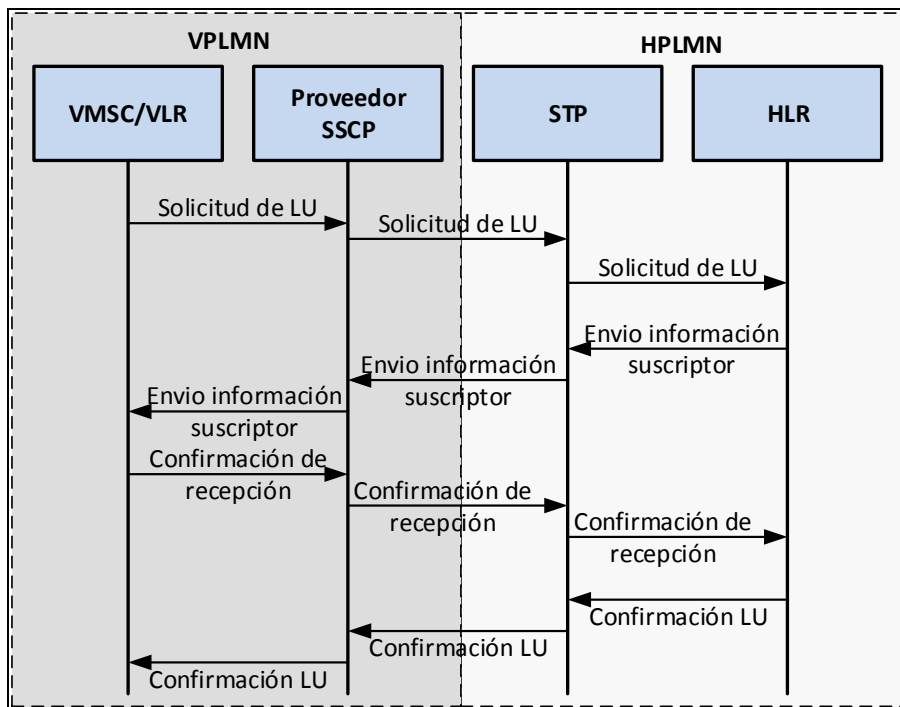 VPLMN
HPLMN
VMSC/VLR
Proveedor
SSCP
STP
HLR
Solicitud de LU
Solicitud de LU
Solicitud de LU
Envio información
suscriptor
Envio información
suscriptor
Envio información
suscriptor
Confirmación de
recepción
Confirmación de
recepción
Confirmación de
recepción
Confirmación LU
Confirmación LU
Confirmación LU